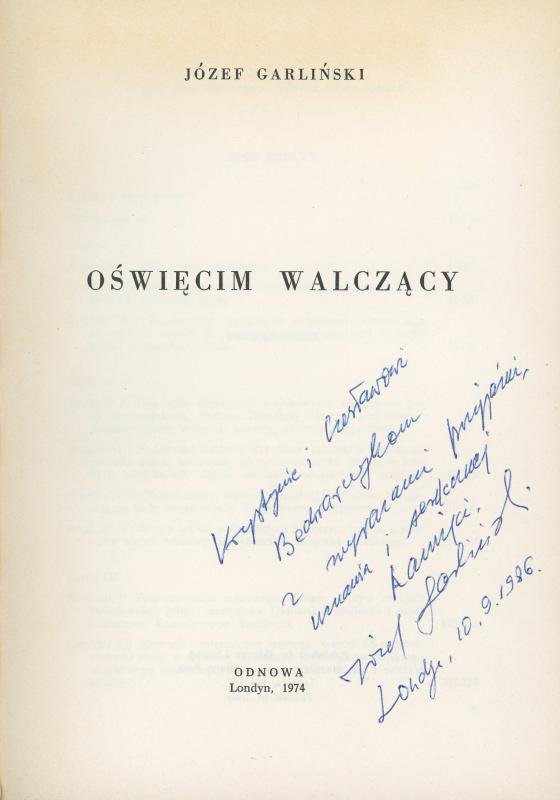 JÓZEF GARLIŃSKI
OŚWIĘCIM WALCZĄCY
Krystynie i Czesławowi
Bednarczykom
z wyrazami przyjaźni,
uznania i serdecznej
pamięci.
Józef Garliński.
Londyn, 10.9.1986.
ODNOWA
Londyn, 1974